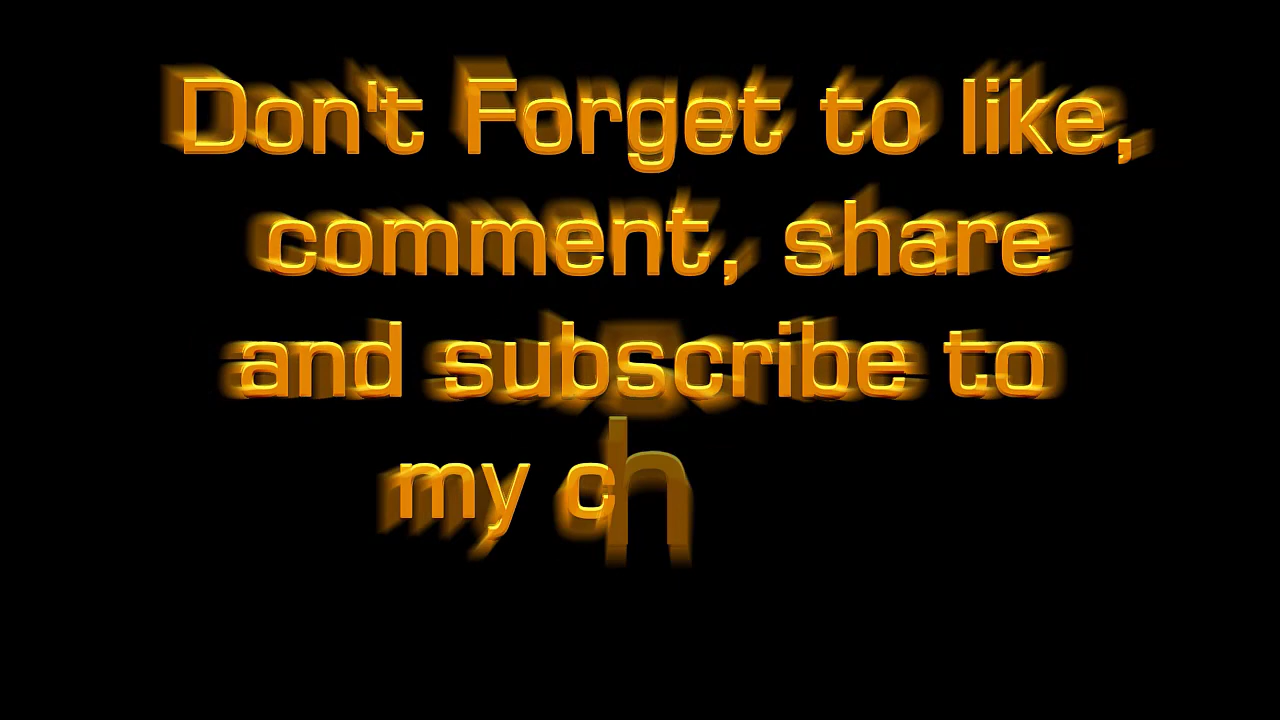 Don't Forget to like,
comment, share
and subscribe to
my ch